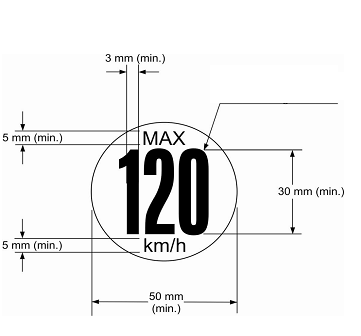 3 mm (min.)
5 mm (min.)
MAX
120
30 mm (min.)
km/h
5 mm (min.)
50 mm
(min.)